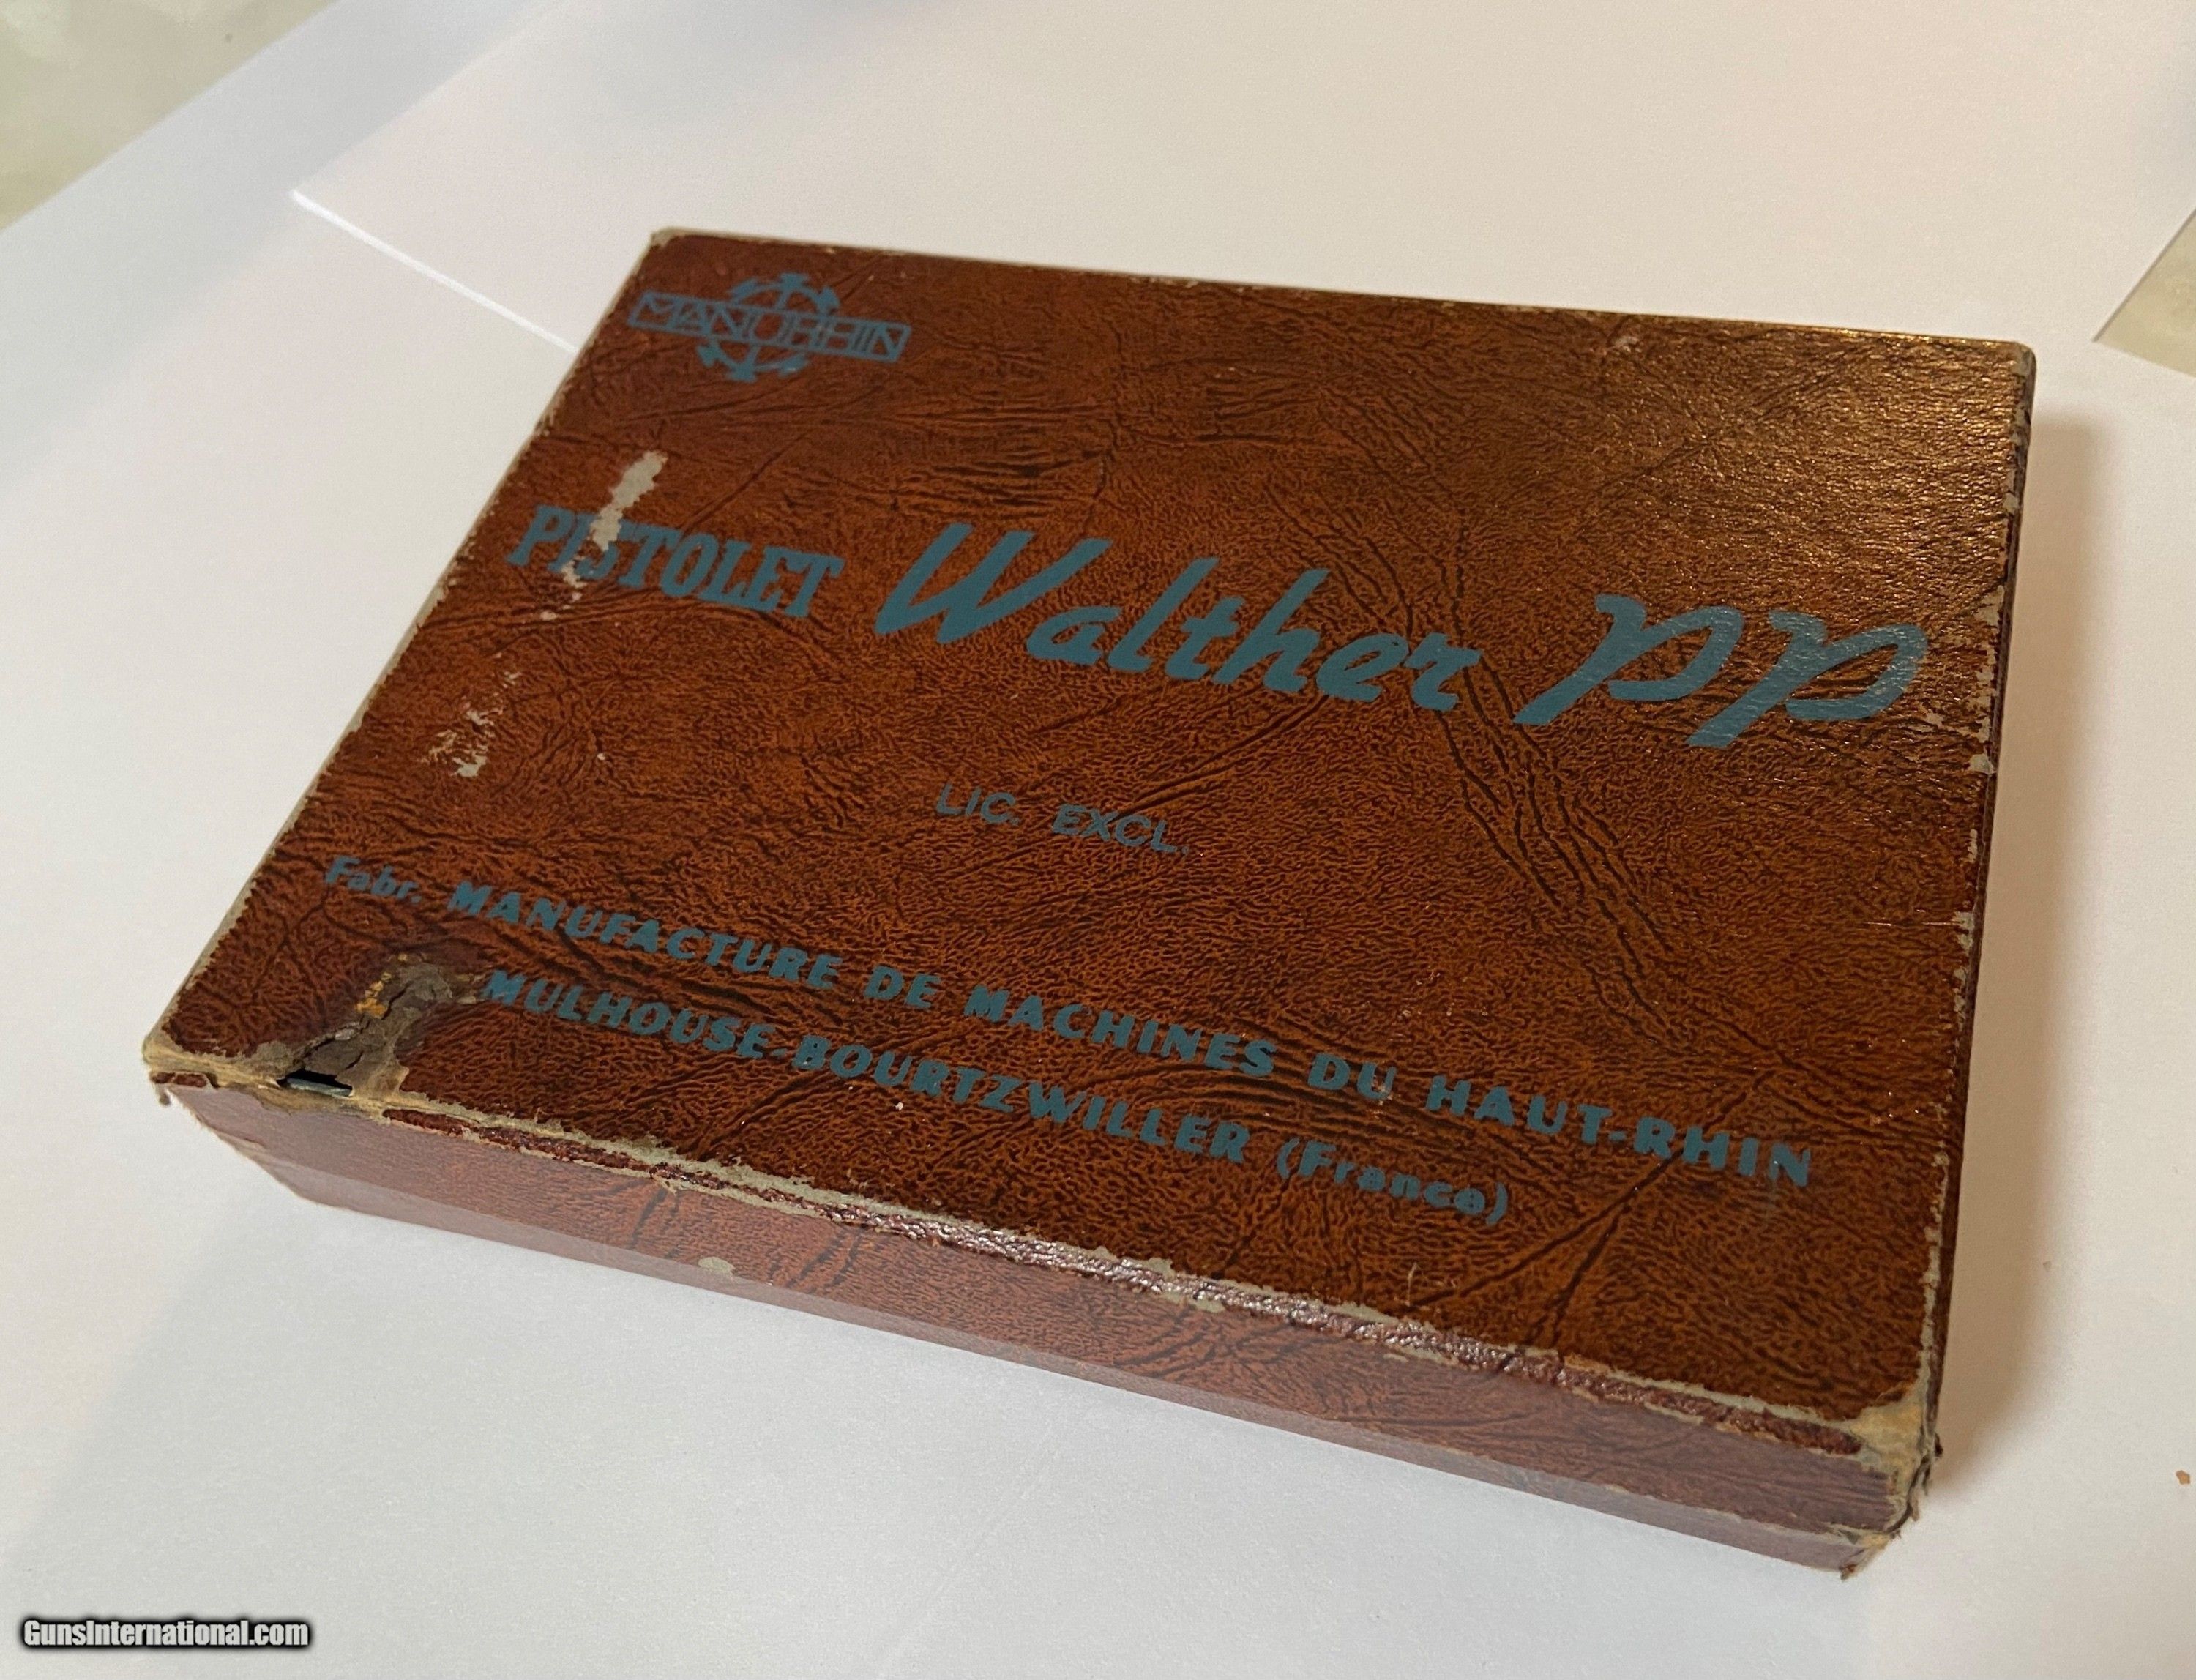 MANURHIN
PISTOLET Walther PP
LIC. EXCL.
Fabr. MANUFACTURE DE MACHINES DU HAUT-RHIN
MULHOUSE-BOURTZWILLER (France)
GunsInternational.com